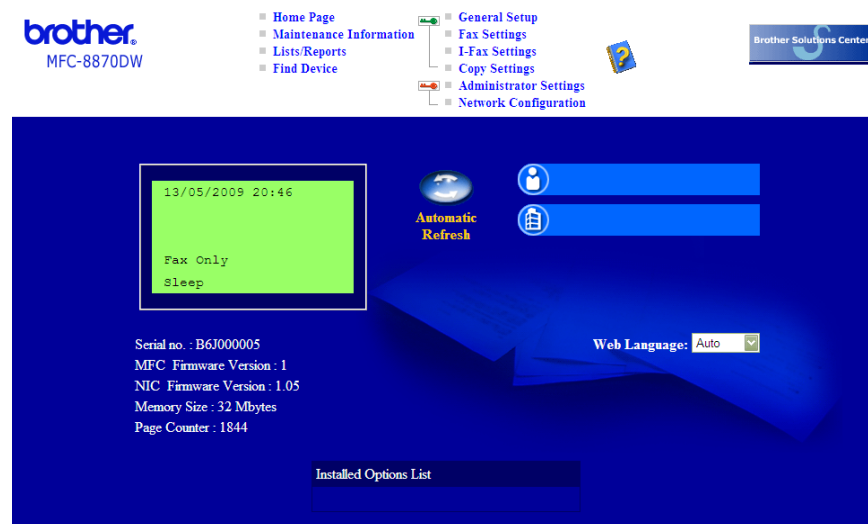 brother®
MFC-8870DW
Home Page
Maintenance Information
Lists/Reports
Find Device
General Setup
Fax Settings
I-Fax Settings
Copy Settings
Administrator Settings
Network Configuration
?
Brother Solutions Center
13/05/2009 20:46
Fax Only
Sleep
Automatic
Refresh
Serial no. : B6J000005
MFC Firmware Version : 1
NIC Firmware Version : 1.05
Memory Size : 32 Mbytes
Page Counter : 1844
Web Language: Auto
Installed Options List